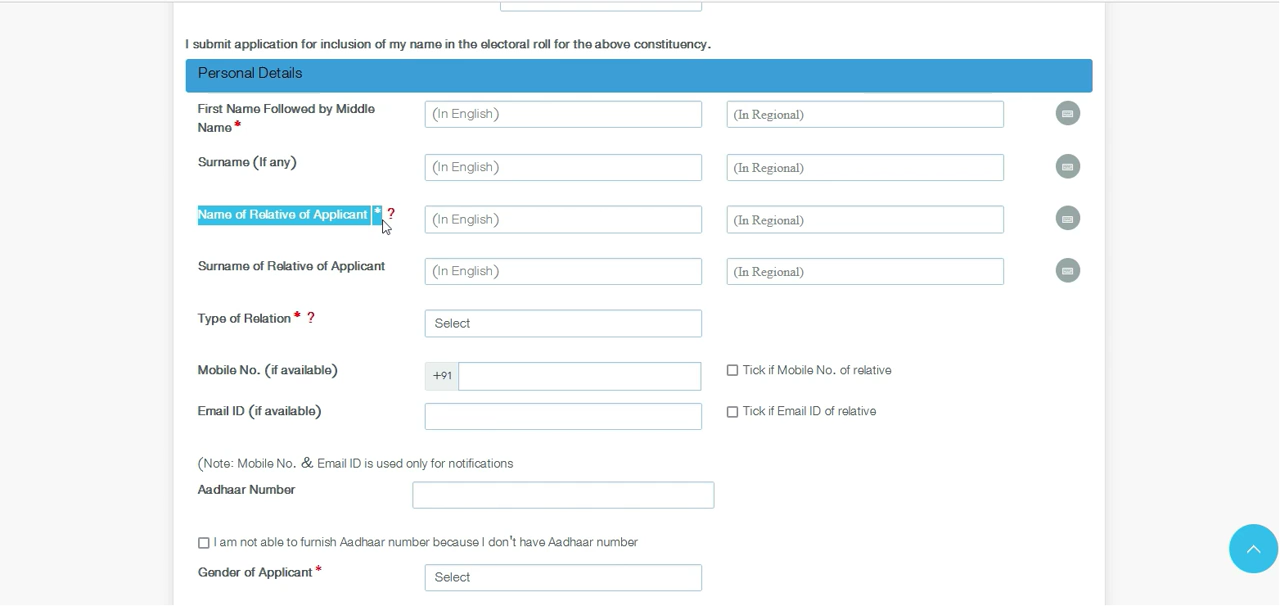 I submit application for inclusion of my name in the electoral roll for the above constituency.
Personal Details
First Name Followed by Middle Name * (In English) (In Regional)
Surname (If any) (In English) (In Regional)
Name of Relative of Applicant * ? (In English) (In Regional)
Surname of Relative of Applicant (In English) (In Regional)
Type of Relation * ? Select
Mobile No. (if available) +91 Tick if Mobile No. of relative
Email ID (if available) Tick if Email ID of relative
(Note: Mobile No. & Email ID is used only for notifications
Aadhaar Number
I am not able to furnish Aadhaar number because I don't have Aadhaar number
Gender of Applicant * Select